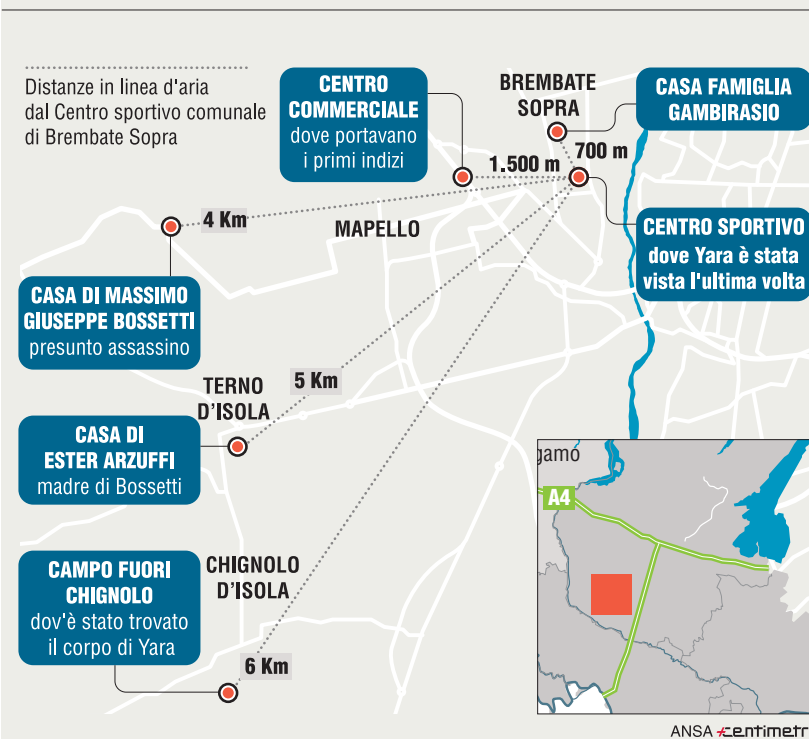 Distanze in linea d'aria
dal Centro sportivo comunale
di Brembate Sopra
CENTRO
COMMERCIALE
dove portavano
i primi indizi
BREMBATE
SOPRA
CASA FAMIGLIA
GAMBIRASIO
700 m
1.500 m
4 Km
MAPELLO
CENTRO SPORTIVO
dove Yara è stata
vista l'ultima volta
CASA DI MASSIMO
GIUSEPPE BOSSETTI
presunto assassino
5 Km
TERNO
D'ISOLA
CASA DI
ESTER ARZUFFI
madre di Bossetti
CAMPO FUORI
CHIGNOLO
dov'è stato trovato
il corpo di Yara
CHIGNOLO
D'ISOLA
6 Km
gamo
A4
ANSA centimetr